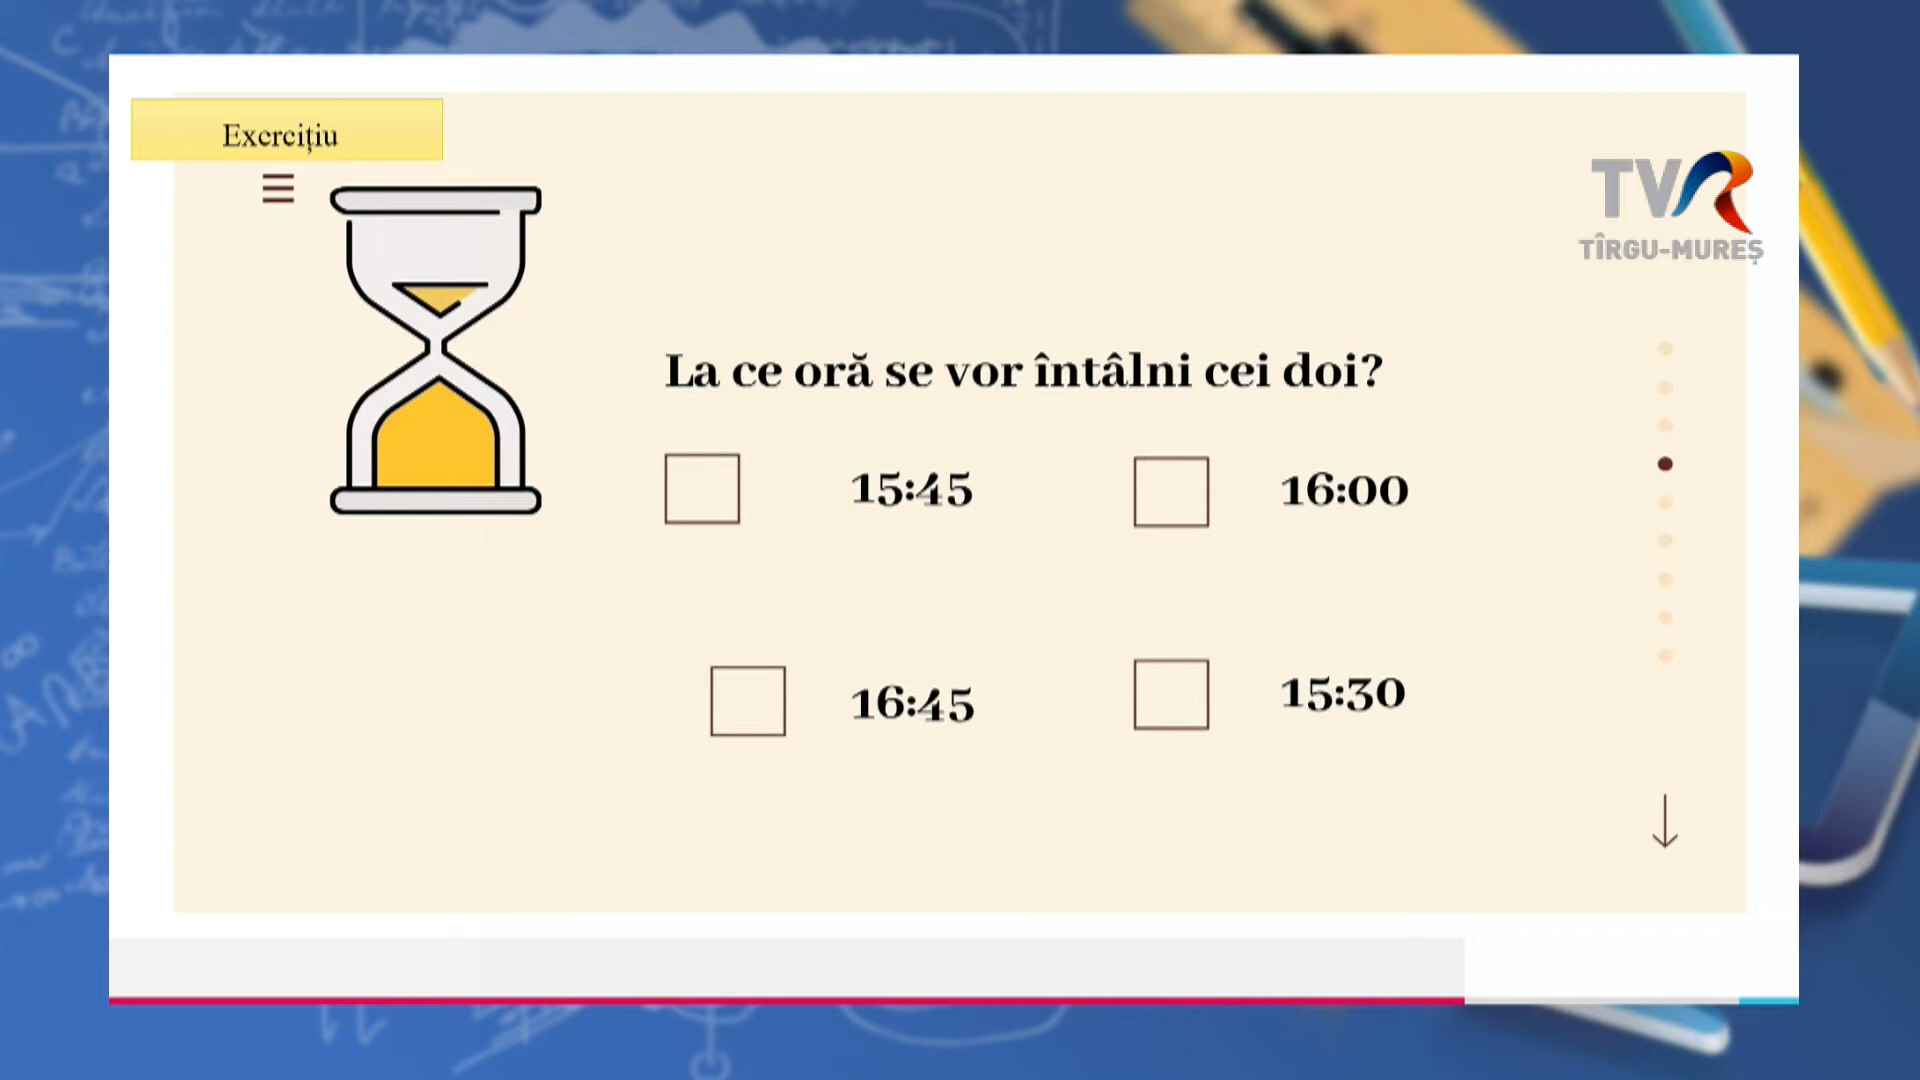 Exercițiu
TVR
TÎRGU-MUREȘ
La ce oră se vor întâlni cei doi?
15:45
16:00
16:45
15:30